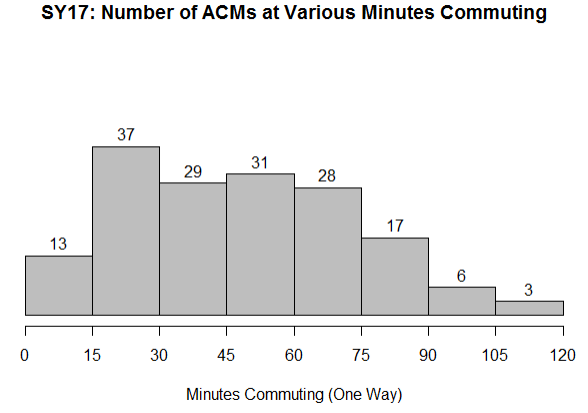 SY17: Number of ACMs at Various Minutes Commuting
37
31
29
28
17
13
6
3
0 15 30 45 60 75 90 105 120
Minutes Commuting (One Way)